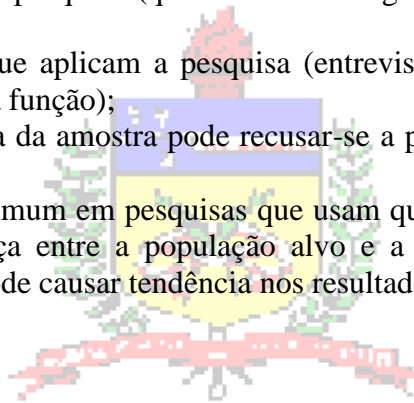 ue aplicam a pesquisa (entrevis
função);
a da amostra pode recusar-se a p
mum em pesquisas que usam qu
ça entre a população alvo e a
de causar tendência nos resultad